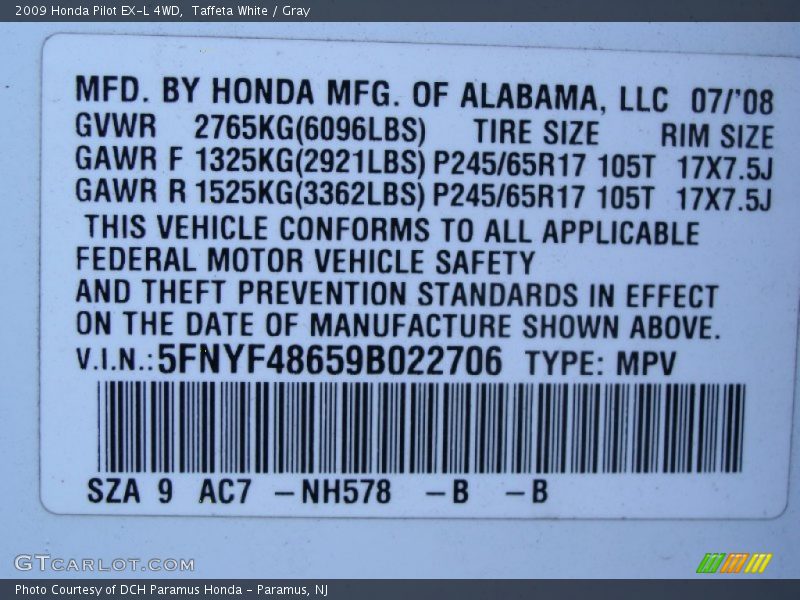 2009 Honda Pilot EX-L 4WD,  Taffeta White / Gray
MFD. BY HONDA MFG. OF ALABAMA, LLC 07/'08
GVWR 2765KG(6096LBS) TIRE SIZE RIM SIZE
GAWR F 1325KG(2921LBS) P245/65R17 105T 17X7.5J
GAWR R 1525KG(3362LBS) P245/65R17 105T 17X7.5J
THIS VEHICLE CONFORMS TO ALL APPLICABLE
FEDERAL MOTOR VEHICLE SAFETY
AND THEFT PREVENTION STANDARDS IN EFFECT
ON THE DATE OF MANUFACTURE SHOWN ABOVE.
V.I.N.: 5FNYF48659B022706 TYPE: MPV
SZA 9 AC7 –NH578 –B –B
GTCARLOT.COM
Photo Courtesy of DCH Paramus Honda - Paramus, NJ